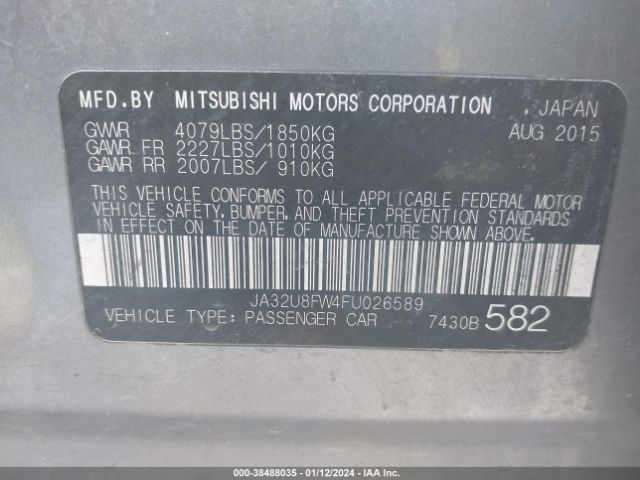 MFD.BY MITSUBISHI MOTORS CORPORATION , JAPAN
GVWR 4079LBS/1850KG AUG 2015
GAWR FR 2227LBS/1010KG
GAWR RR 2007LBS/ 910KG
THIS VEHICLE CONFORMS TO ALL APPLICABLE FEDERAL MOTOR
VEHICLE SAFETY, BUMPER, AND THEFT PREVENTION STANDARDS
IN EFFECT ON THE DATE OF MANUFACTURE SHOWN ABOVE.
JA32U8FW4FU026589
VEHICLE TYPE: PASSENGER CAR 7430B 582
000-38488035 - 01/12/2024 - IAA Inc.